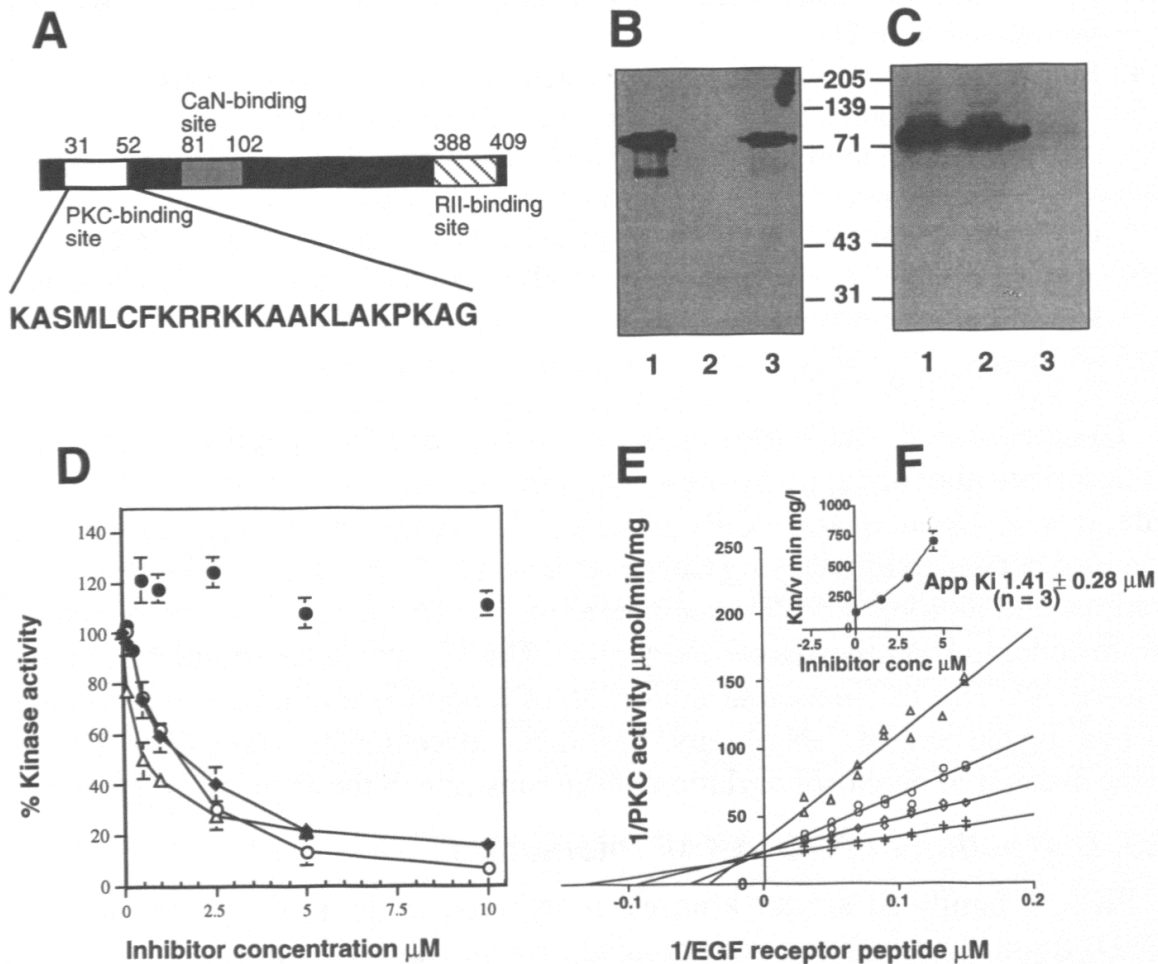 A
CaN-binding
site
31 52 81 102 388 409
PKC-binding
site
RII-binding
site
KASMLCFKRRKKAAKLAKPKAG
B C
205
139
71
43
31
1 2 3 1 2 3
D
% Kinase activity
140
120
100
80
60
40
20
0
0 2.5 5 7.5 10
Inhibitor concentration µM
E
1/PKC activity µmol/min/mg
250
200
150
100
50
0
-0.1 0 0.1 0.2
1/EGF receptor peptide µM
F
Km/v min mg/l
1000
750
500
250
0
-2.5 0 2.5 5
Inhibitor conc µM
App Ki 1.41 ± 0.28 µM
(n = 3)